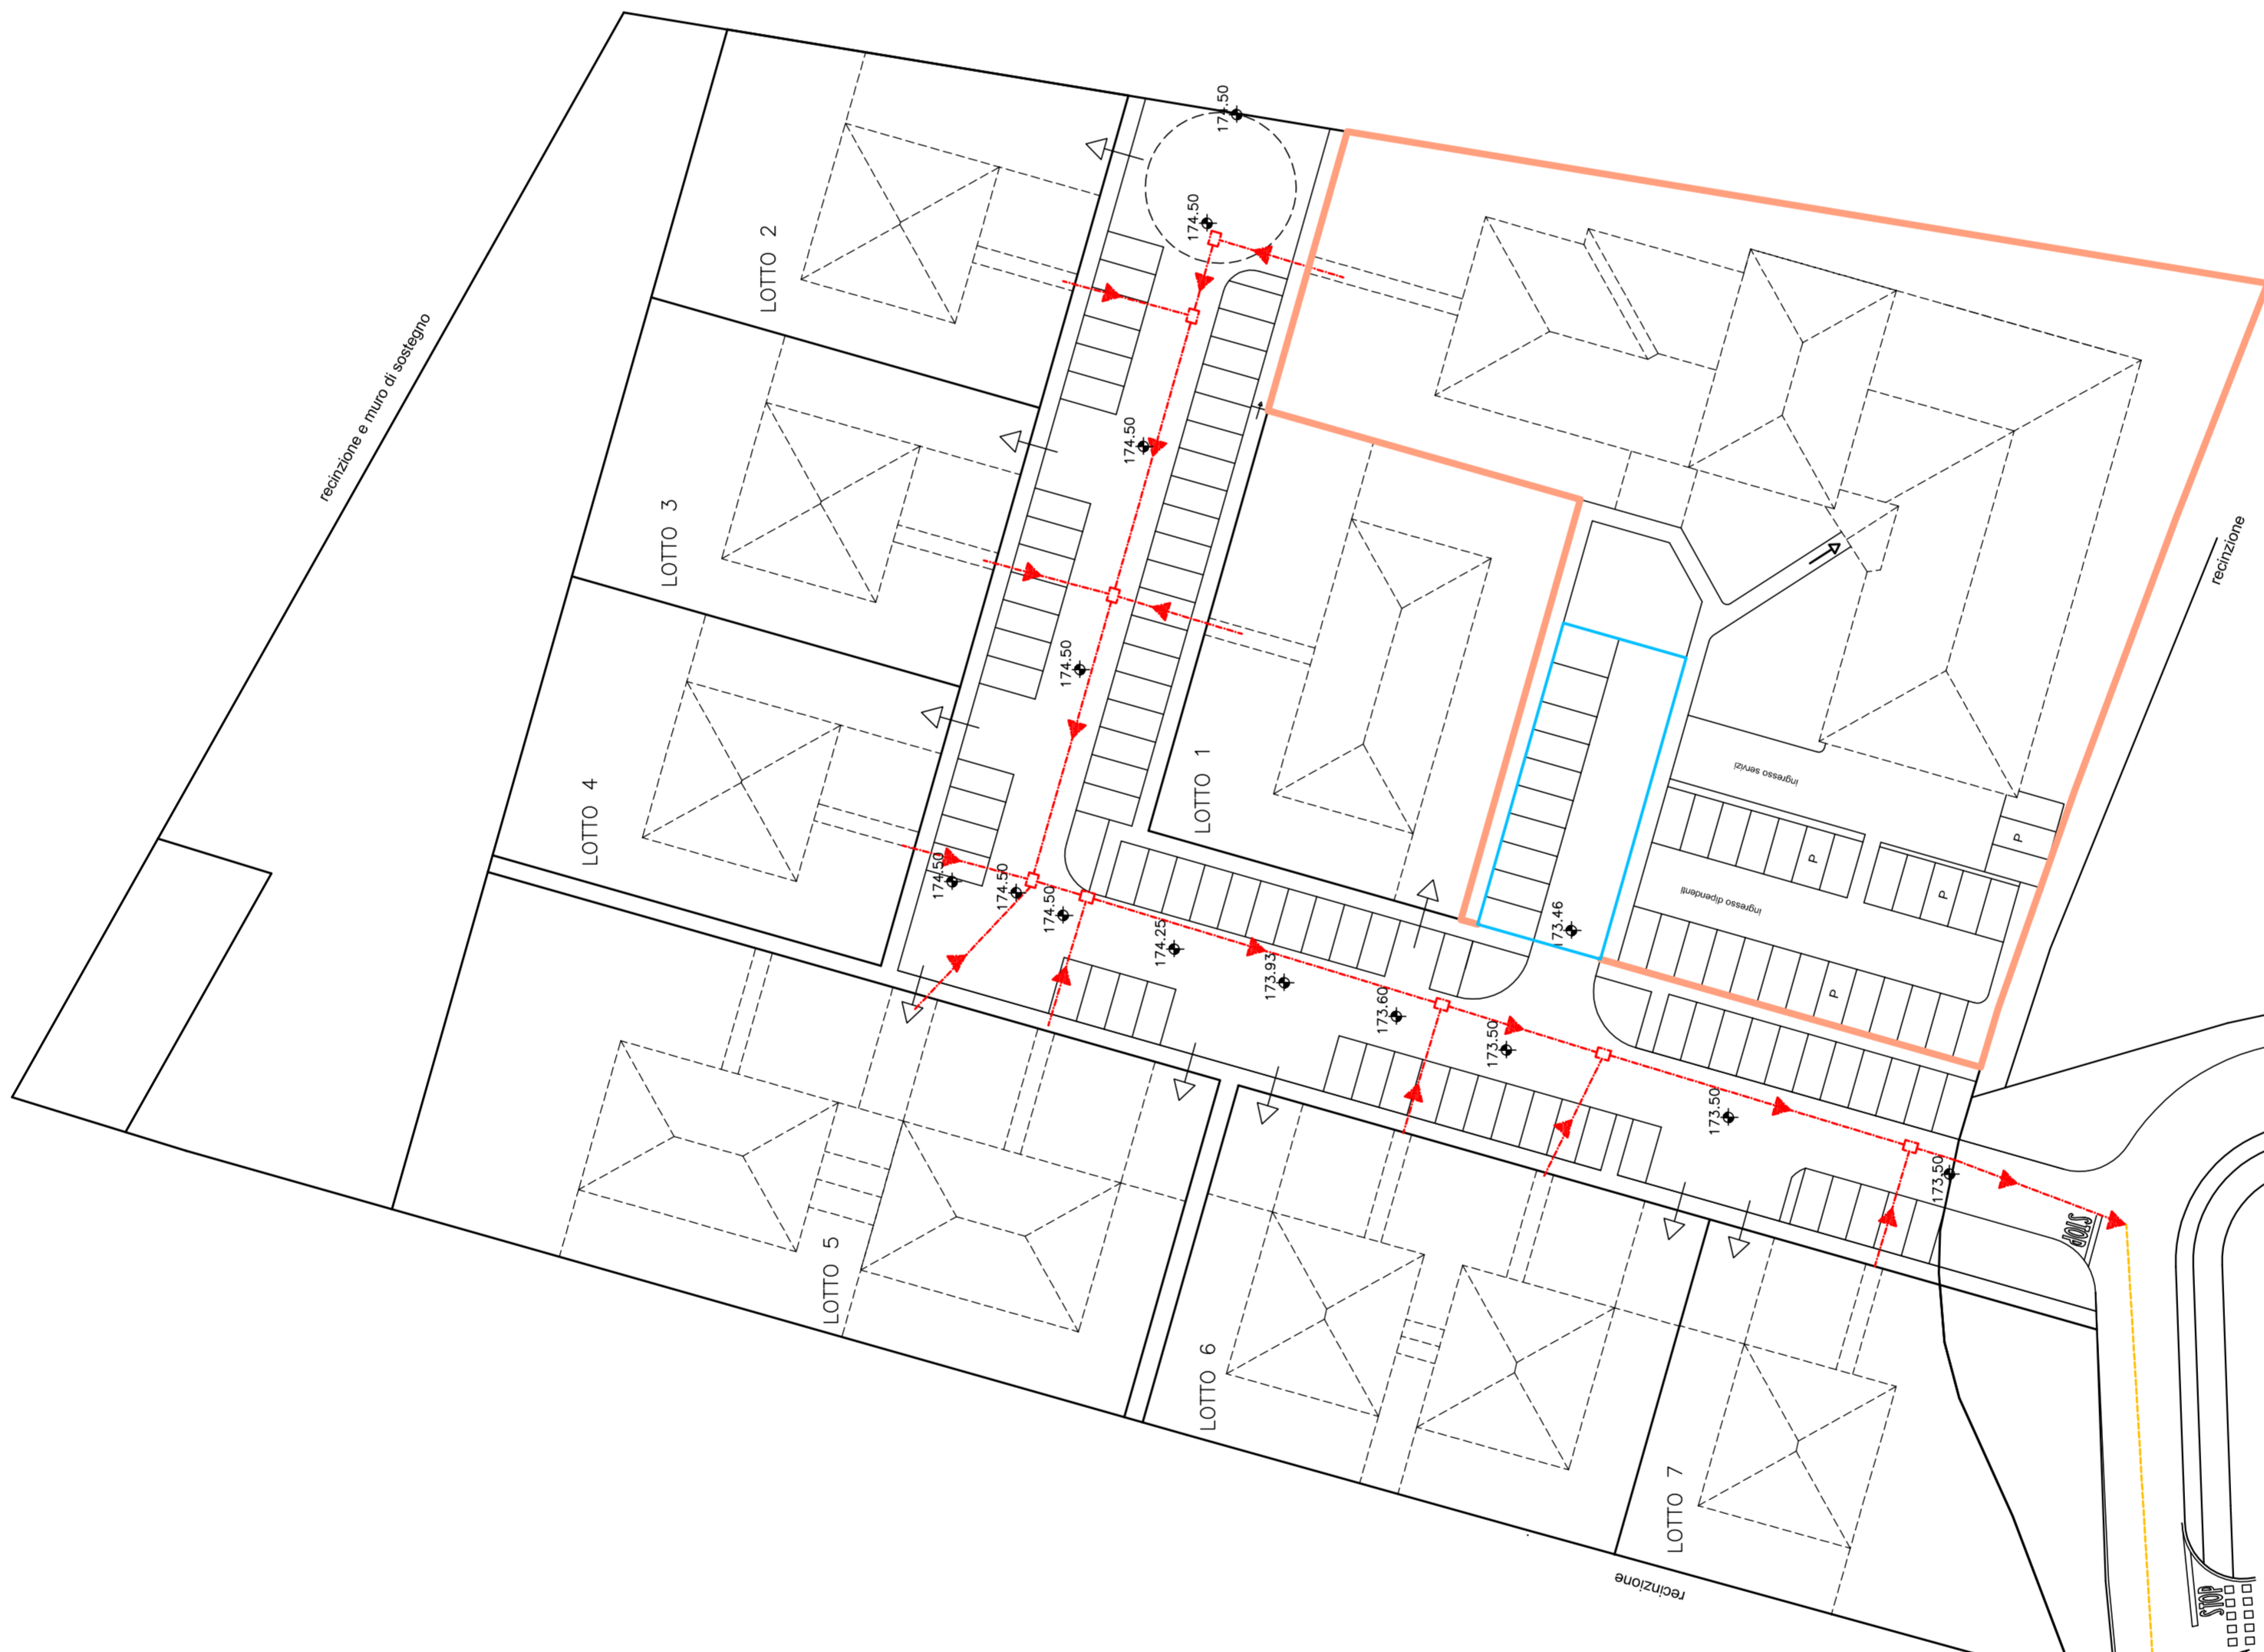 174.50
174.50
LOTTO 2
recinzione e muro di sostegno
174.50
LOTTO 3
recinzione
174.50
LOTTO 1
LOTTO 4
ingresso servizi
P
P
P
ingresso dipendenti
P
174.50
174.50
174.50
174.25
173.46
173.93
173.60
173.50
173.50
173.50
STOP
LOTTO 5
LOTTO 6
LOTTO 7
recinzione
STOP